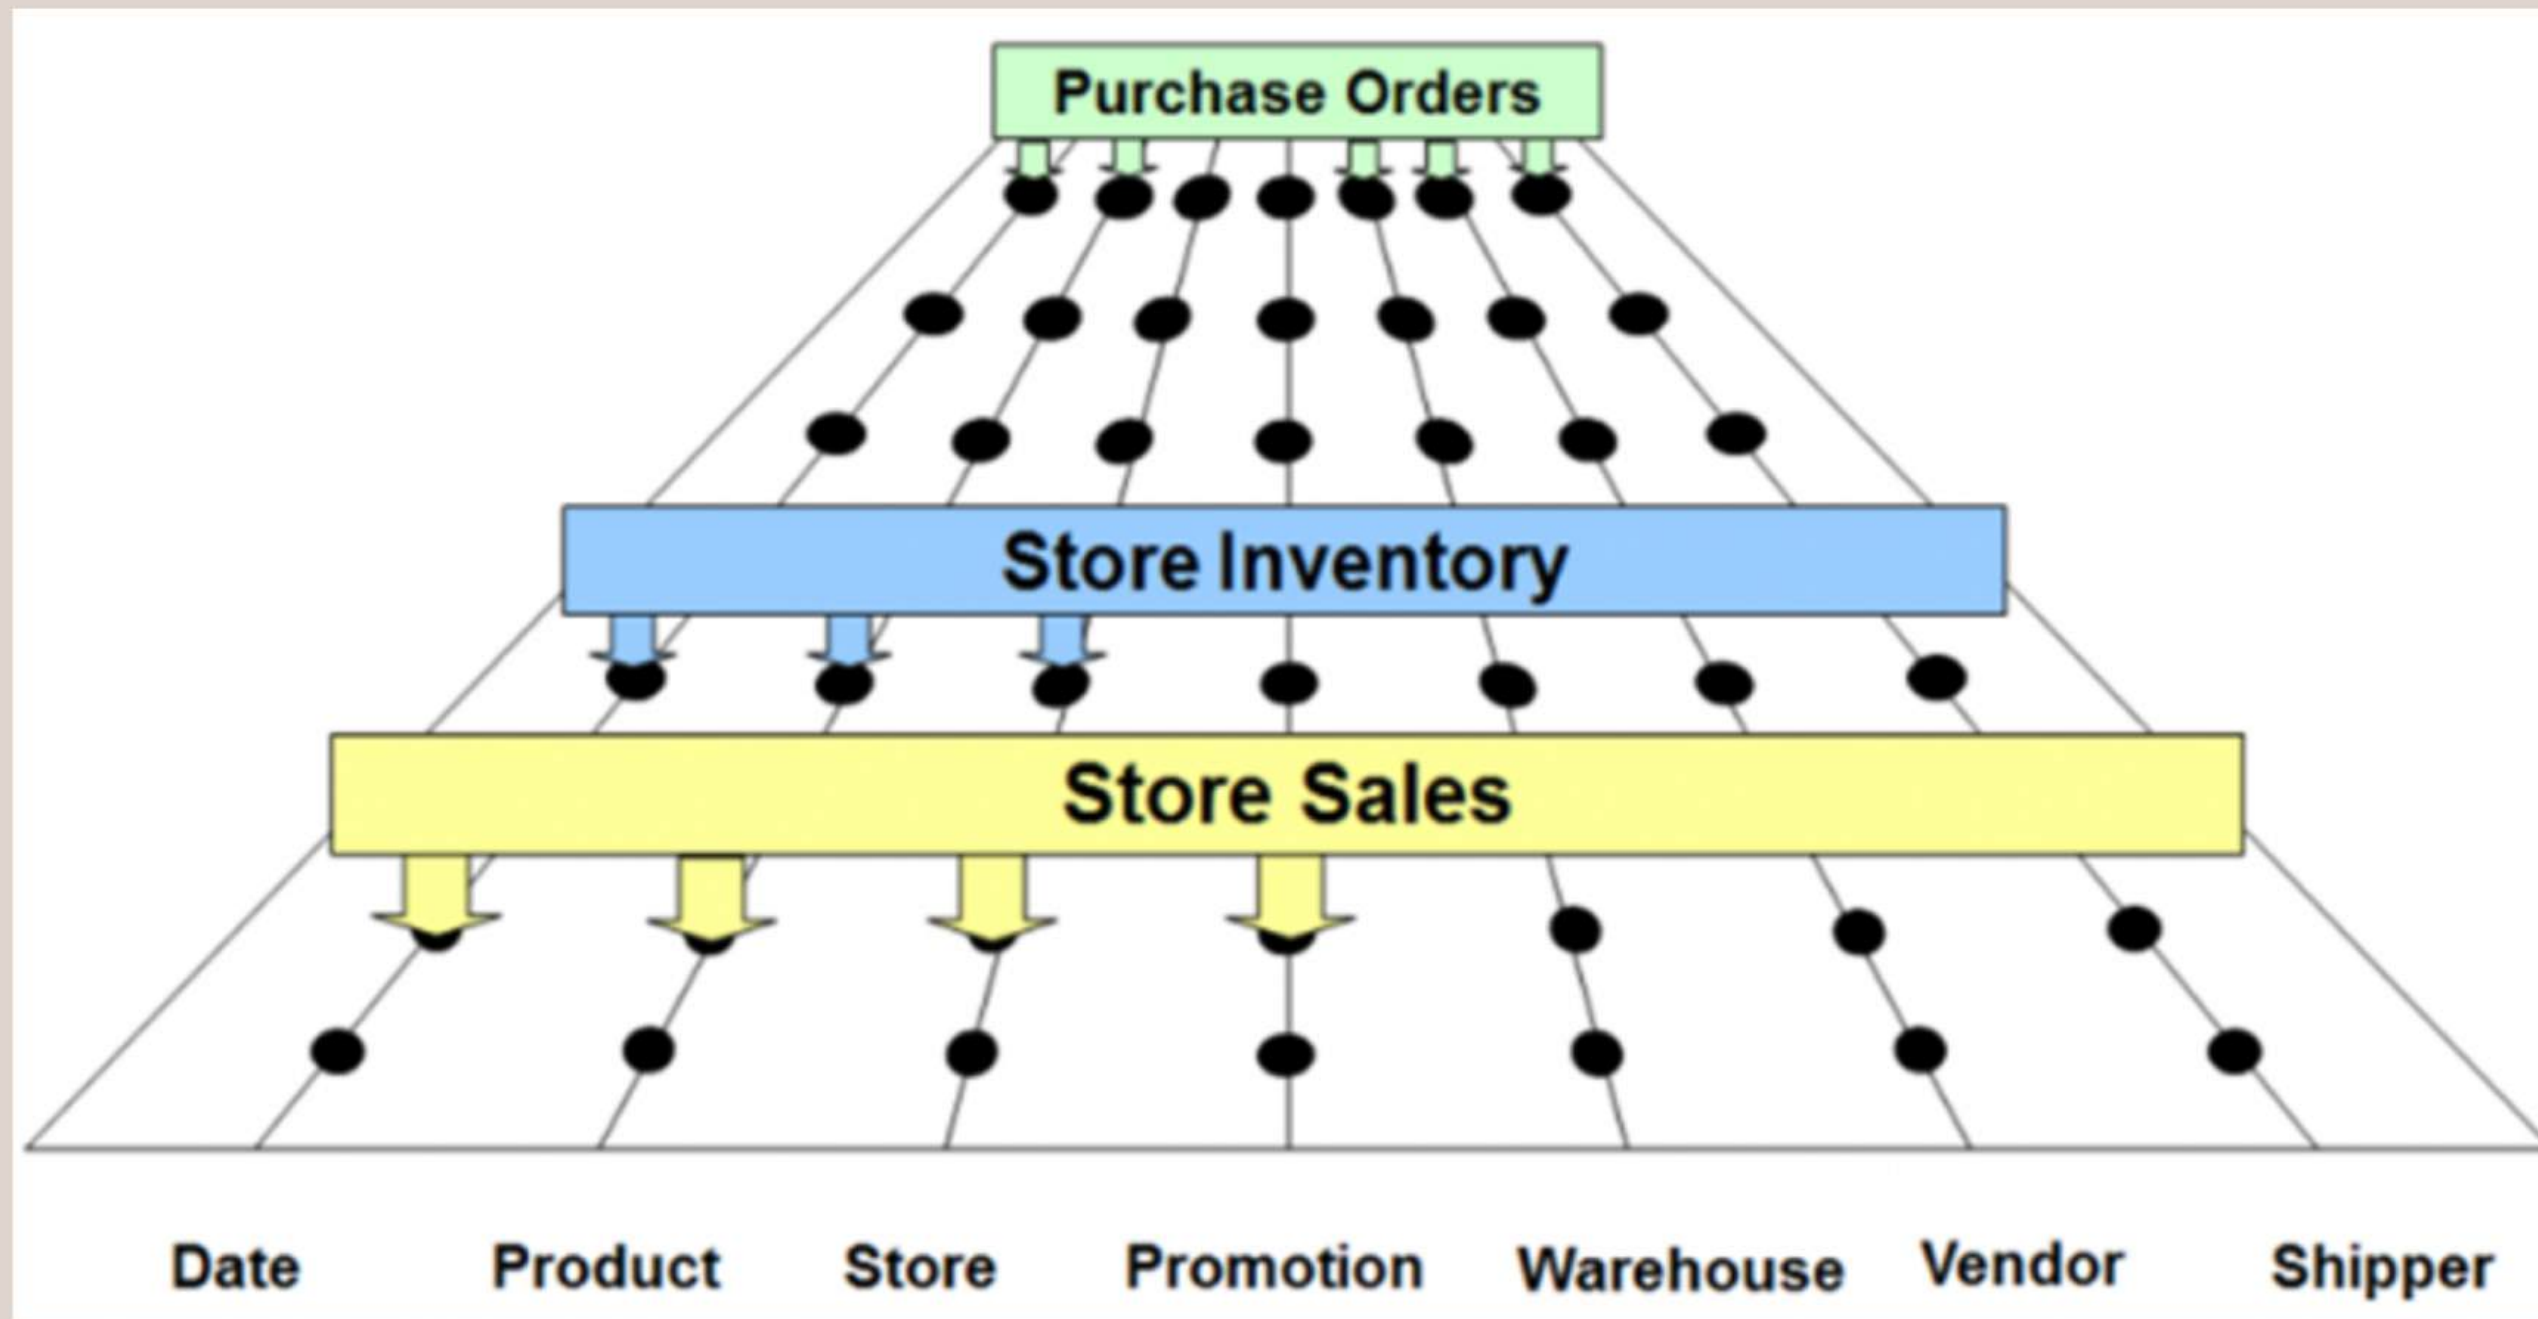 Purchase Orders
Store Inventory
Store Sales
Date Product Store Promotion Warehouse Vendor Shipper